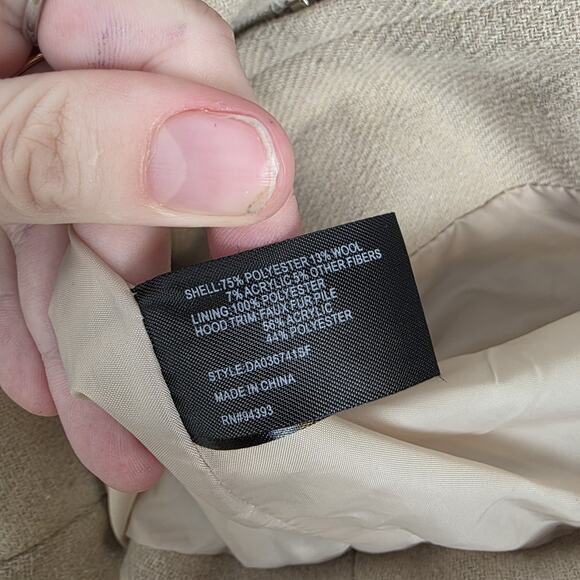 SHELL:75% POLYESTER 13% WOOL
7% ACRYLIC 5% OTHER FIBERS
LINING:100% POLYESTER
HOOD TRIM FAUX FUR PILE
56% ACRYLIC
44% POLYESTER
STYLE:DA036741SF
MADE IN CHINA
RN#94393